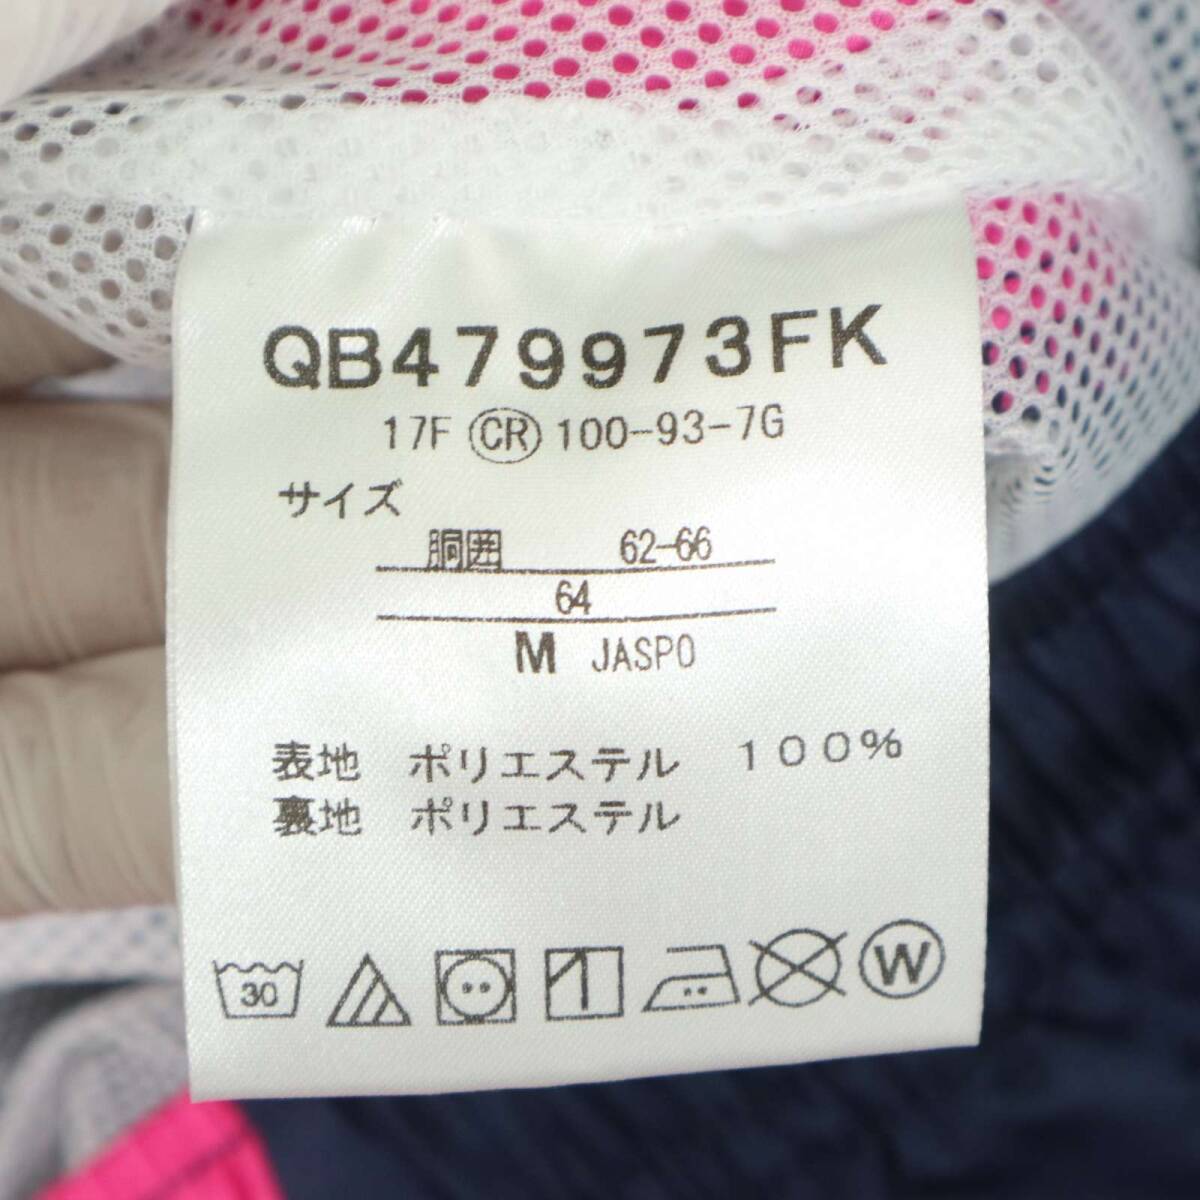 QB479973FK
17F CR 100-93-7G
サイズ
胴囲 62-66
64
M JASPO
表地 ポリエステル 100%
裏地 ポリエステル
30
W